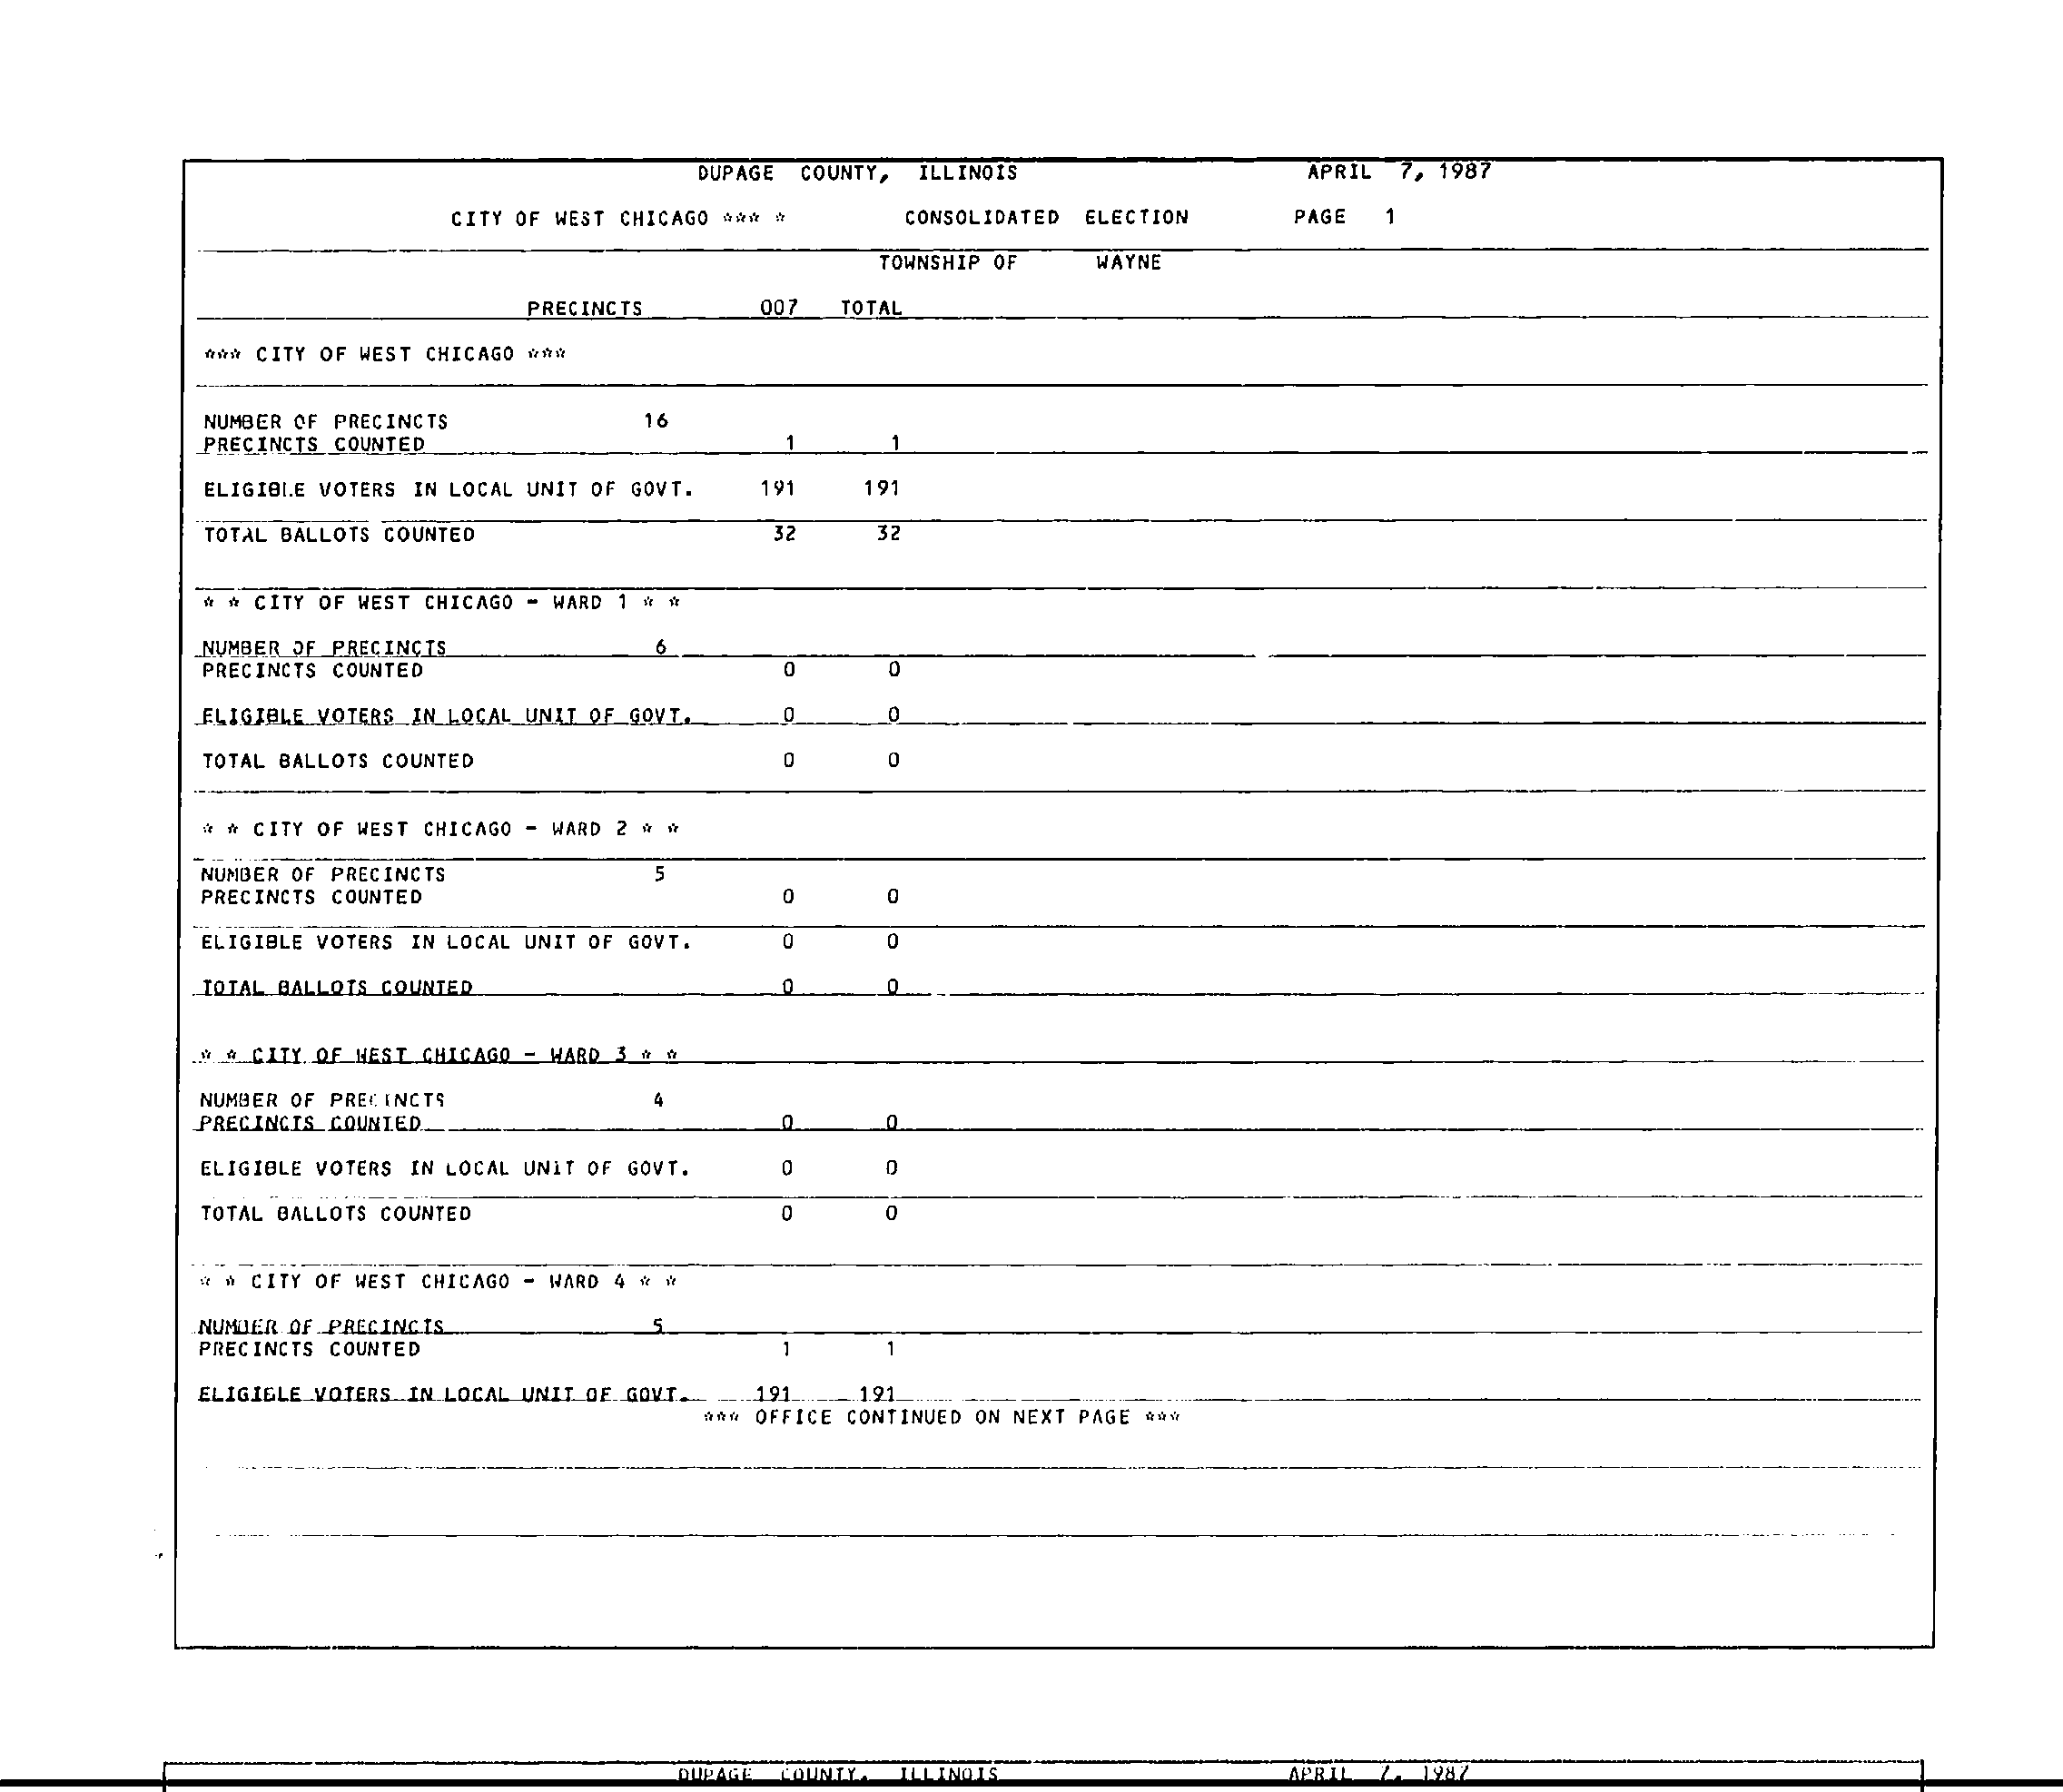 DUPAGE COUNTY, ILLINOIS APRIL 7, 1987
CITY OF WEST CHICAGO *** * CONSOLIDATED ELECTION PAGE 1
TOWNSHIP OF WAYNE
PRECINCTS 007 TOTAL
*** CITY OF WEST CHICAGO ***
NUMBER OF PRECINCTS 16
PRECINCTS COUNTED 1 1
ELIGIBLE VOTERS IN LOCAL UNIT OF GOVT. 191 191
TOTAL BALLOTS COUNTED 32 32
* * CITY OF WEST CHICAGO - WARD 1 * *
NUMBER OF PRECINCTS 6
PRECINCTS COUNTED 0 0
ELIGIBLE VOTERS IN LOCAL UNIT OF GOVT. 0 0
TOTAL BALLOTS COUNTED 0 0
* * CITY OF WEST CHICAGO - WARD 2 * *
NUMBER OF PRECINCTS 5
PRECINCTS COUNTED 0 0
ELIGIBLE VOTERS IN LOCAL UNIT OF GOVT. 0 0
TOTAL BALLOTS COUNTED 0 0
* * CITY OF WEST CHICAGO - WARD 3 * *
NUMBER OF PRECINCTS 4
PRECINCTS COUNTED 0 0
ELIGIBLE VOTERS IN LOCAL UNIT OF GOVT. 0 0
TOTAL BALLOTS COUNTED 0 0
* * CITY OF WEST CHICAGO - WARD 4 * *
NUMBER OF PRECINCTS 5
PRECINCTS COUNTED 1 1
ELIGIBLE VOTERS IN LOCAL UNIT OF GOVT. 191 191
*** OFFICE CONTINUED ON NEXT PAGE ***
DUPAGE COUNTY, ILLINOIS APRIL 7, 1987